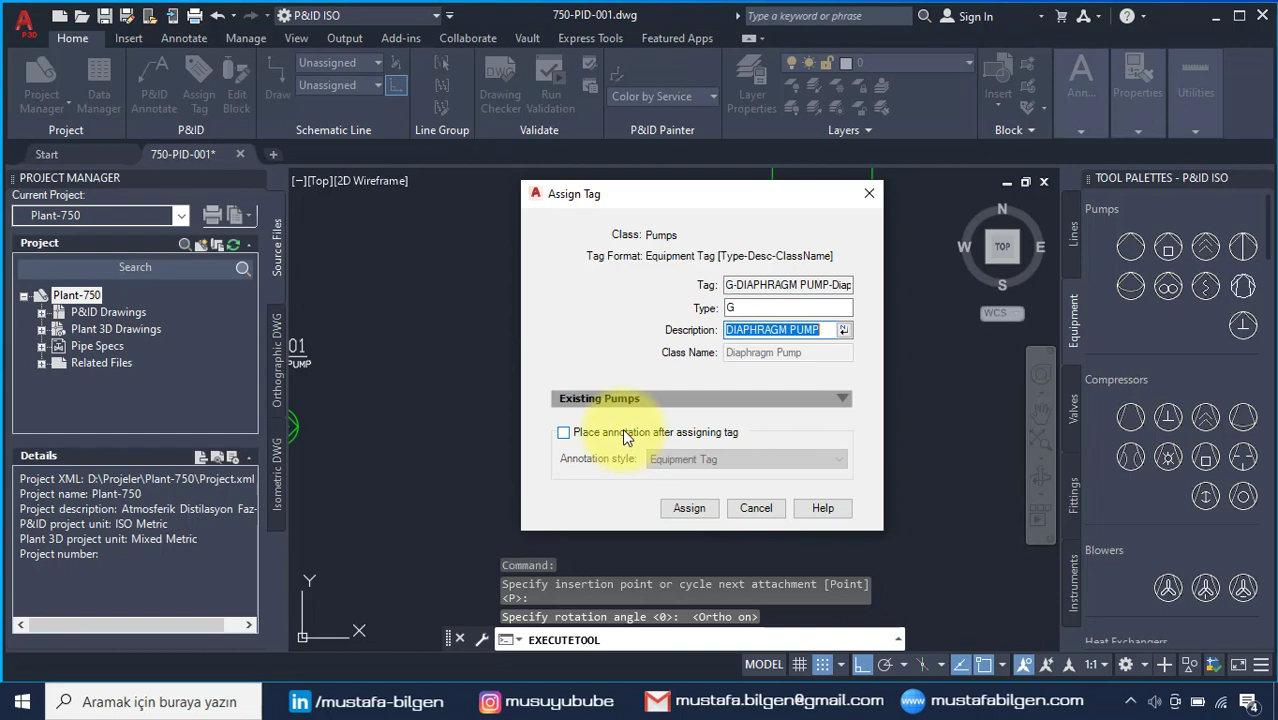 P&ID ISO
750-PID-001.dwg
Type a keyword or phrase
Sign In
P3D
Home
Insert
Annotate
Manage
View
Output
Add-ins
Collaborate
Vault
Express Tools
Featured Apps
Project
Manager
Data
Manager
P&ID
Annotate
Assign
Tag
Edit
Block
Draw
Unassigned
Unassigned
Drawing
Checker
Run
Validation
Color by Service
Layer
Properties
0
Insert
Ann...
Properties
Utilities
Project
P&ID
Schematic Line
Line Group
Validate
P&ID Painter
Layers
Block
Start
750-PID-001*
PROJECT MANAGER
Current Project:
Plant-750
Project
Search
Plant-750
P&ID Drawings
Plant 3D Drawings
Pipe Specs
Related Files
Details
Project XML: D:\Projeler\Plant-750\Project.xml
Project name: Plant-750
Project description: Atmosferik Distilasyon Faz-
P&ID project unit: ISO Metric
Plant 3D project unit: Mixed Metric
Project number:
Source Files
Orthographic DWG
Isometric DWG
[−][Top][2D Wireframe]
01
PUMP
Y
X
Assign Tag
Class: Pumps
Tag Format: Equipment Tag [Type-Desc-ClassName]
Tag: G-DIAPHRAGM PUMP-Diap
Type: G
Description: DIAPHRAGM PUMP
Class Name: Diaphragm Pump
Existing Pumps
Place annotation after assigning tag
Annotation style: Equipment Tag
Assign
Cancel
Help
N
W
TOP
E
S
WCS
Command:
Specify insertion point or cycle next attachment [Point]
<P>:
Specify rotation angle <0>:  <Ortho on>
EXECUTETOOL
TOOL PALETTES - P&ID ISO
Lines
Equipment
Valves
Fittings
Instruments
Pumps
Compressors
Blowers
Heat Exchangers
MODEL
1:1
Aramak için buraya yazın
in
/mustafa-bilgen
musuyubube
mustafa.bilgen@gmail.com
www
mustafabilgen.com
4